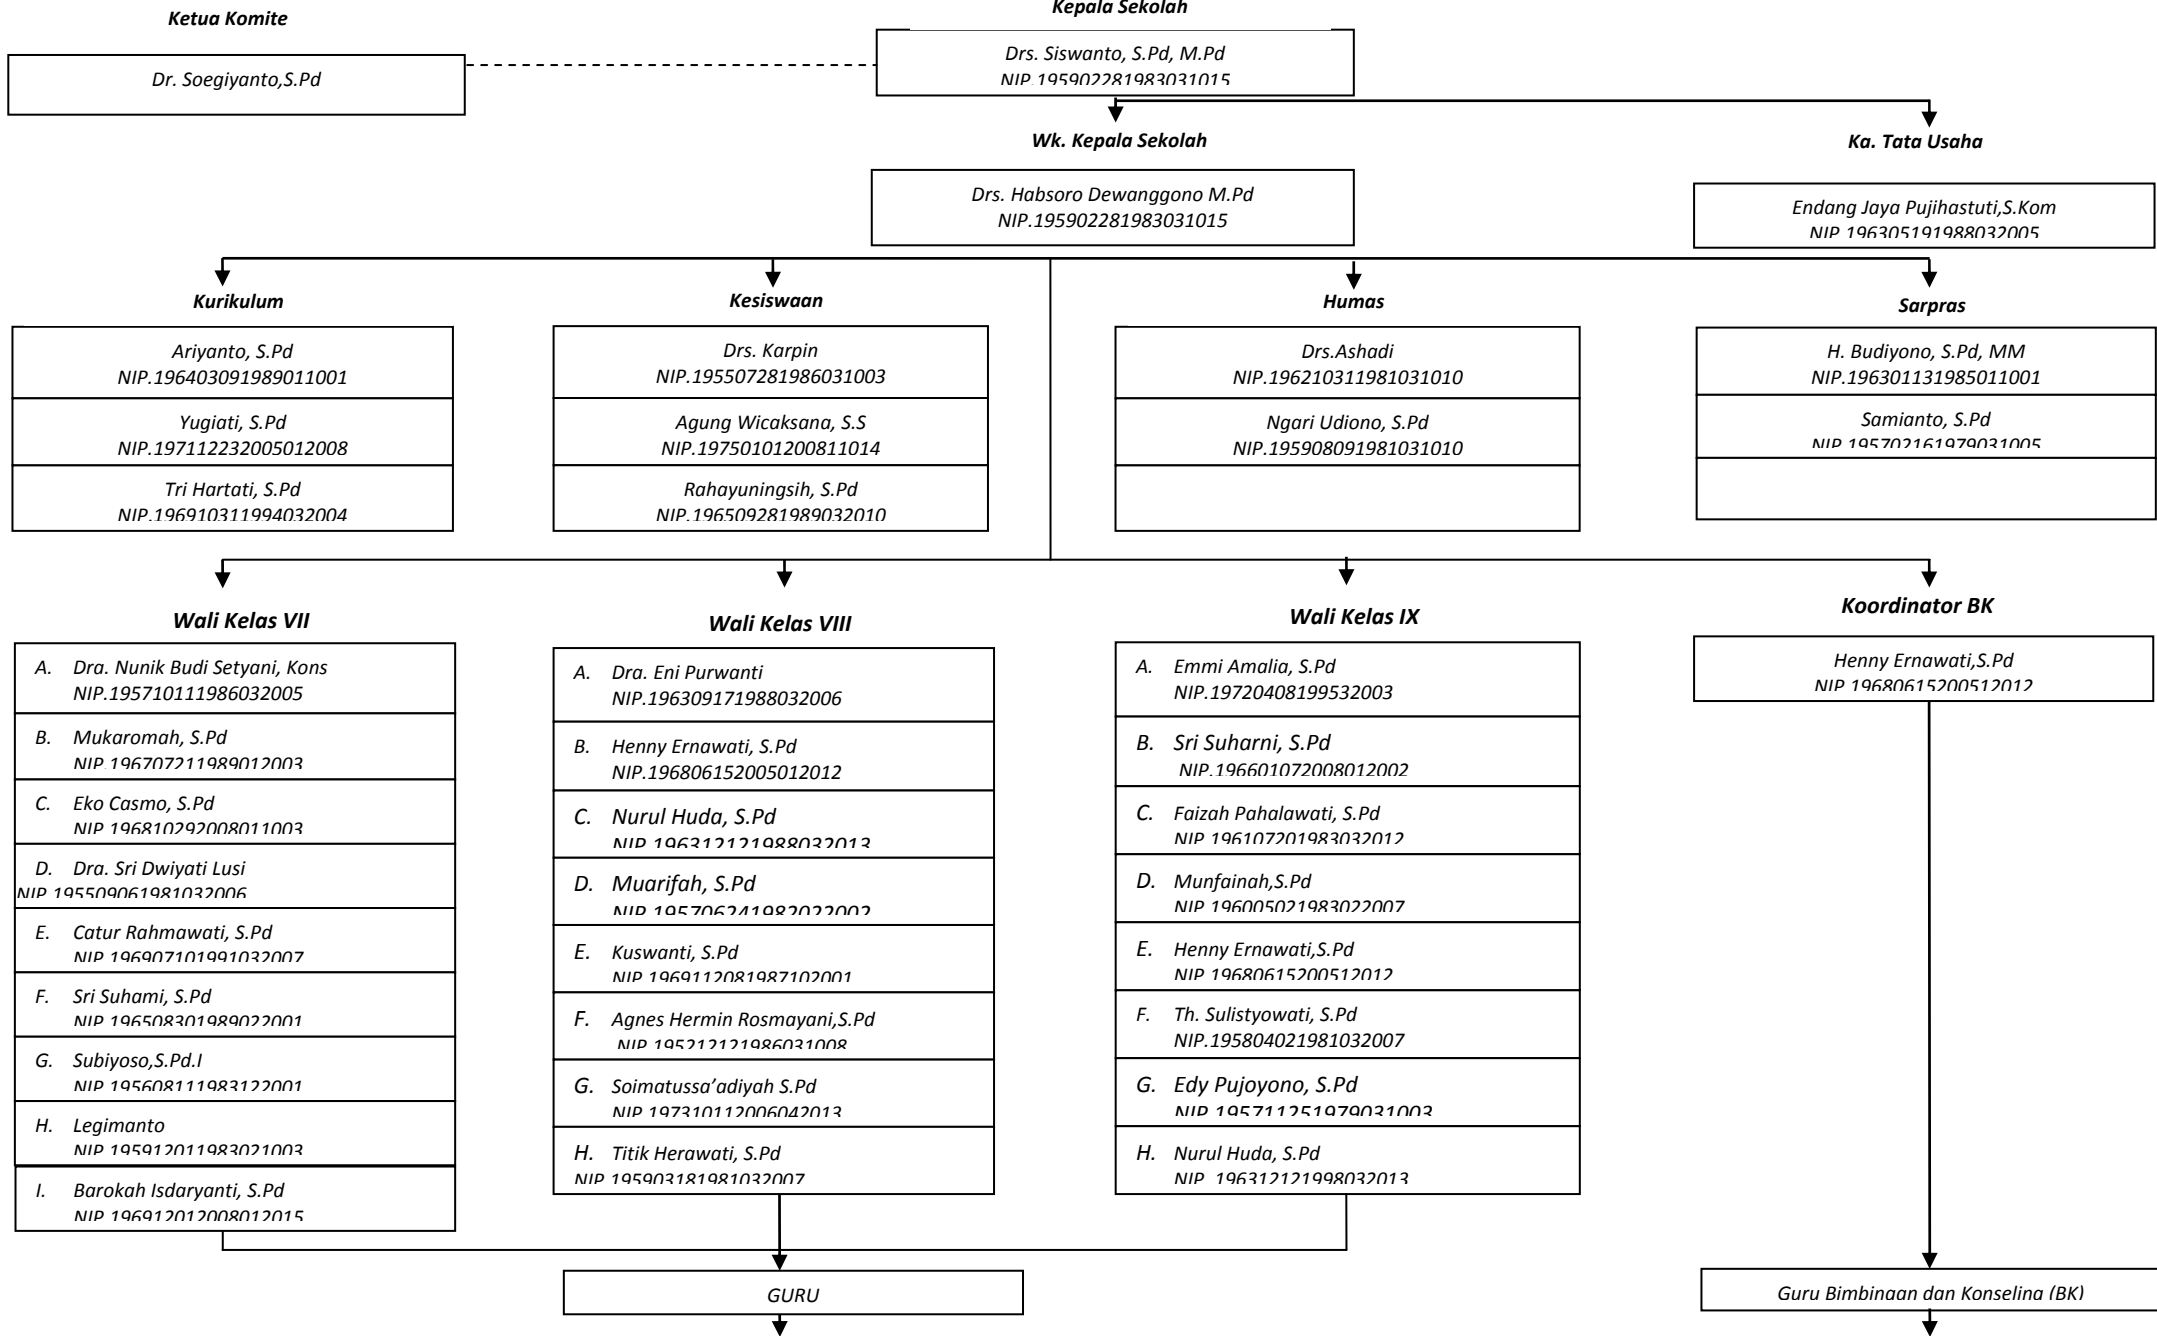 Ketua Komite
Kepala Sekolah
Dr. Soegiyanto,S.Pd
Drs. Siswanto, S.Pd, M.Pd
NIP.195902281983031015
Wk. Kepala Sekolah
Ka. Tata Usaha
Drs. Habsoro Dewanggono M.Pd
NIP.195902281983031015
Endang Jaya Pujihastuti,S.Kom
NIP 196305191988032005
Kurikulum
Kesiswaan
Humas
Sarpras
Ariyanto, S.Pd
NIP.196403091989011001
Yugiati, S.Pd
NIP.197112232005012008
Tri Hartati, S.Pd
NIP.196910311994032004
Drs. Karpin
NIP.195507281986031003
Agung Wicaksana, S.S
NIP.19750101200811014
Rahayuningsih, S.Pd
NIP.196509281989032010
Drs.Ashadi
NIP.196210311981031010
Ngari Udiono, S.Pd
NIP.195908091981031010
H. Budiyono, S.Pd, MM
NIP.196301131985011001
Samianto, S.Pd
NIP 195702161979031005
Wali Kelas VII
Wali Kelas VIII
Wali Kelas IX
Koordinator BK
A. Dra. Nunik Budi Setyani, Kons
NIP.195710111986032005
B. Mukaromah, S.Pd
NIP.196707211989012003
C. Eko Casmo, S.Pd
NIP 196810292008011003
D. Dra. Sri Dwiyati Lusi
NIP 195509061981032006
E. Catur Rahmawati, S.Pd
NIP 196907101991032007
F. Sri Suhami, S.Pd
NIP 196508301989022001
G. Subiyoso,S.Pd.I
NIP 195608111983122001
H. Legimanto
NIP 195912011983021003
I. Barokah Isdaryanti, S.Pd
NIP 196912012008012015
A. Dra. Eni Purwanti
NIP.196309171988032006
B. Henny Ernawati, S.Pd
NIP.196806152005012012
C. Nurul Huda, S.Pd
NIP 196312121988032013
D. Muarifah, S.Pd
NIP 195706241982022002
E. Kuswanti, S.Pd
NIP 1969112081987102001
F. Agnes Hermin Rosmayani,S.Pd
NIP 195212121986031008
G. Soimatussa’adiyah S.Pd
NIP 197310112006042013
H. Titik Herawati, S.Pd
NIP 195903181981032007
A. Emmi Amalia, S.Pd
NIP.19720408199532003
B. Sri Suharni, S.Pd
NIP.196601072008012002
C. Faizah Pahalawati, S.Pd
NIP 196107201983032012
D. Munfainah,S.Pd
NIP 196005021983022007
E. Henny Ernawati,S.Pd
NIP 19680615200512012
F. Th. Sulistyowati, S.Pd
NIP.195804021981032007
G. Edy Pujoyono, S.Pd
NIP 195711251979031003
H. Nurul Huda, S.Pd
NIP 196312121998032013
Henny Ernawati,S.Pd
NIP 19680615200512012
GURU
Guru Bimbingan dan Konseling (BK)